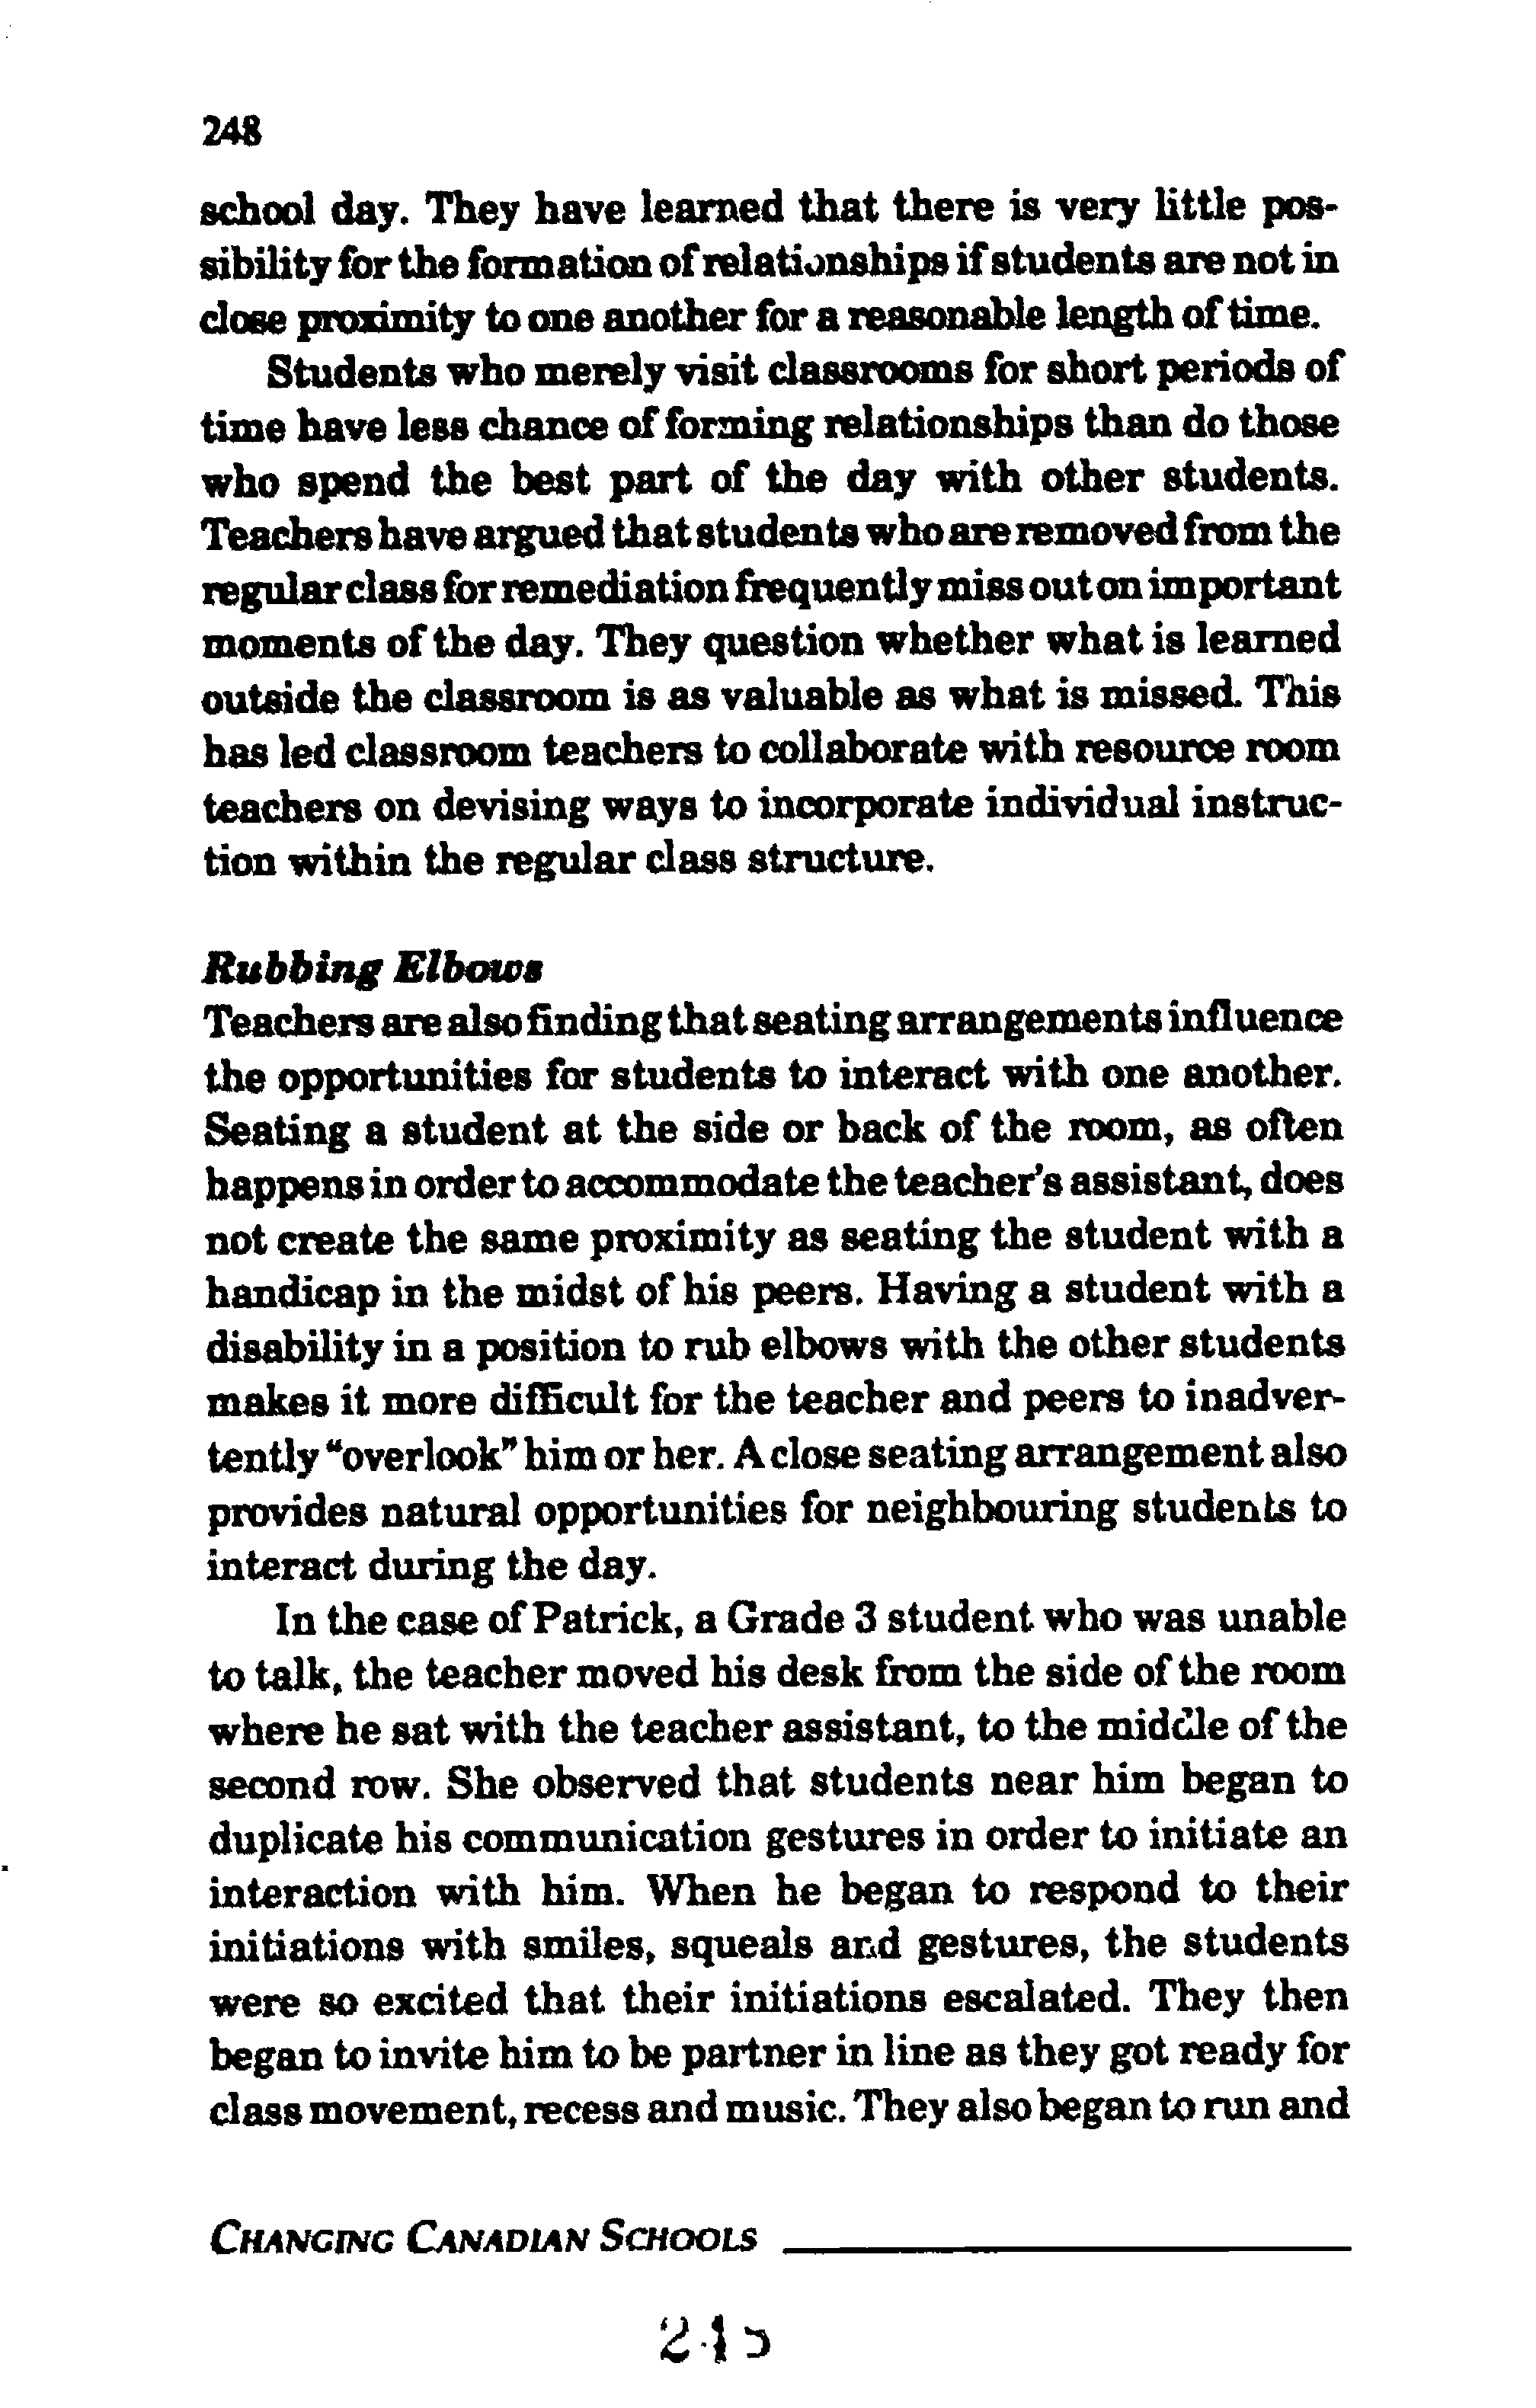 248
school day. They have learned that there is very little pos-
sibility for the formation of relationships if students are not in
close proximity to one another for a reasonable length of time.
Students who merely visit classrooms for short periods of
time have less chance of forming relationships than do those
who spend the best part of the day with other students.
Teachers have argued that students who are removed from the
regular class for remediation frequently miss out on important
moments of the day. They question whether what is learned
outside the classroom is as valuable as what is missed. This
has led classroom teachers to collaborate with resource room
teachers on devising ways to incorporate individual instruc-
tion within the regular class structure.
Rubbing Elbows
Teachers are also finding that seating arrangements influence
the opportunities for students to interact with one another.
Seating a student at the side or back of the room, as often
happens in order to accommodate the teacher's assistant, does
not create the same proximity as seating the student with a
handicap in the midst of his peers. Having a student with a
disability in a position to rub elbows with the other students
makes it more difficult for the teacher and peers to inadver-
tently "overlook" him or her. A close seating arrangement also
provides natural opportunities for neighbouring students to
interact during the day.
In the case of Patrick, a Grade 3 student who was unable
to talk, the teacher moved his desk from the side of the room
where he sat with the teacher assistant, to the middle of the
second row. She observed that students near him began to
duplicate his communication gestures in order to initiate an
interaction with him. When he began to respond to their
initiations with smiles, squeals and gestures, the students
were so excited that their initiations escalated. They then
began to invite him to be partner in line as they got ready for
class movement, recess and music. They also began to run and
CHANGING CANADIAN SCHOOLS